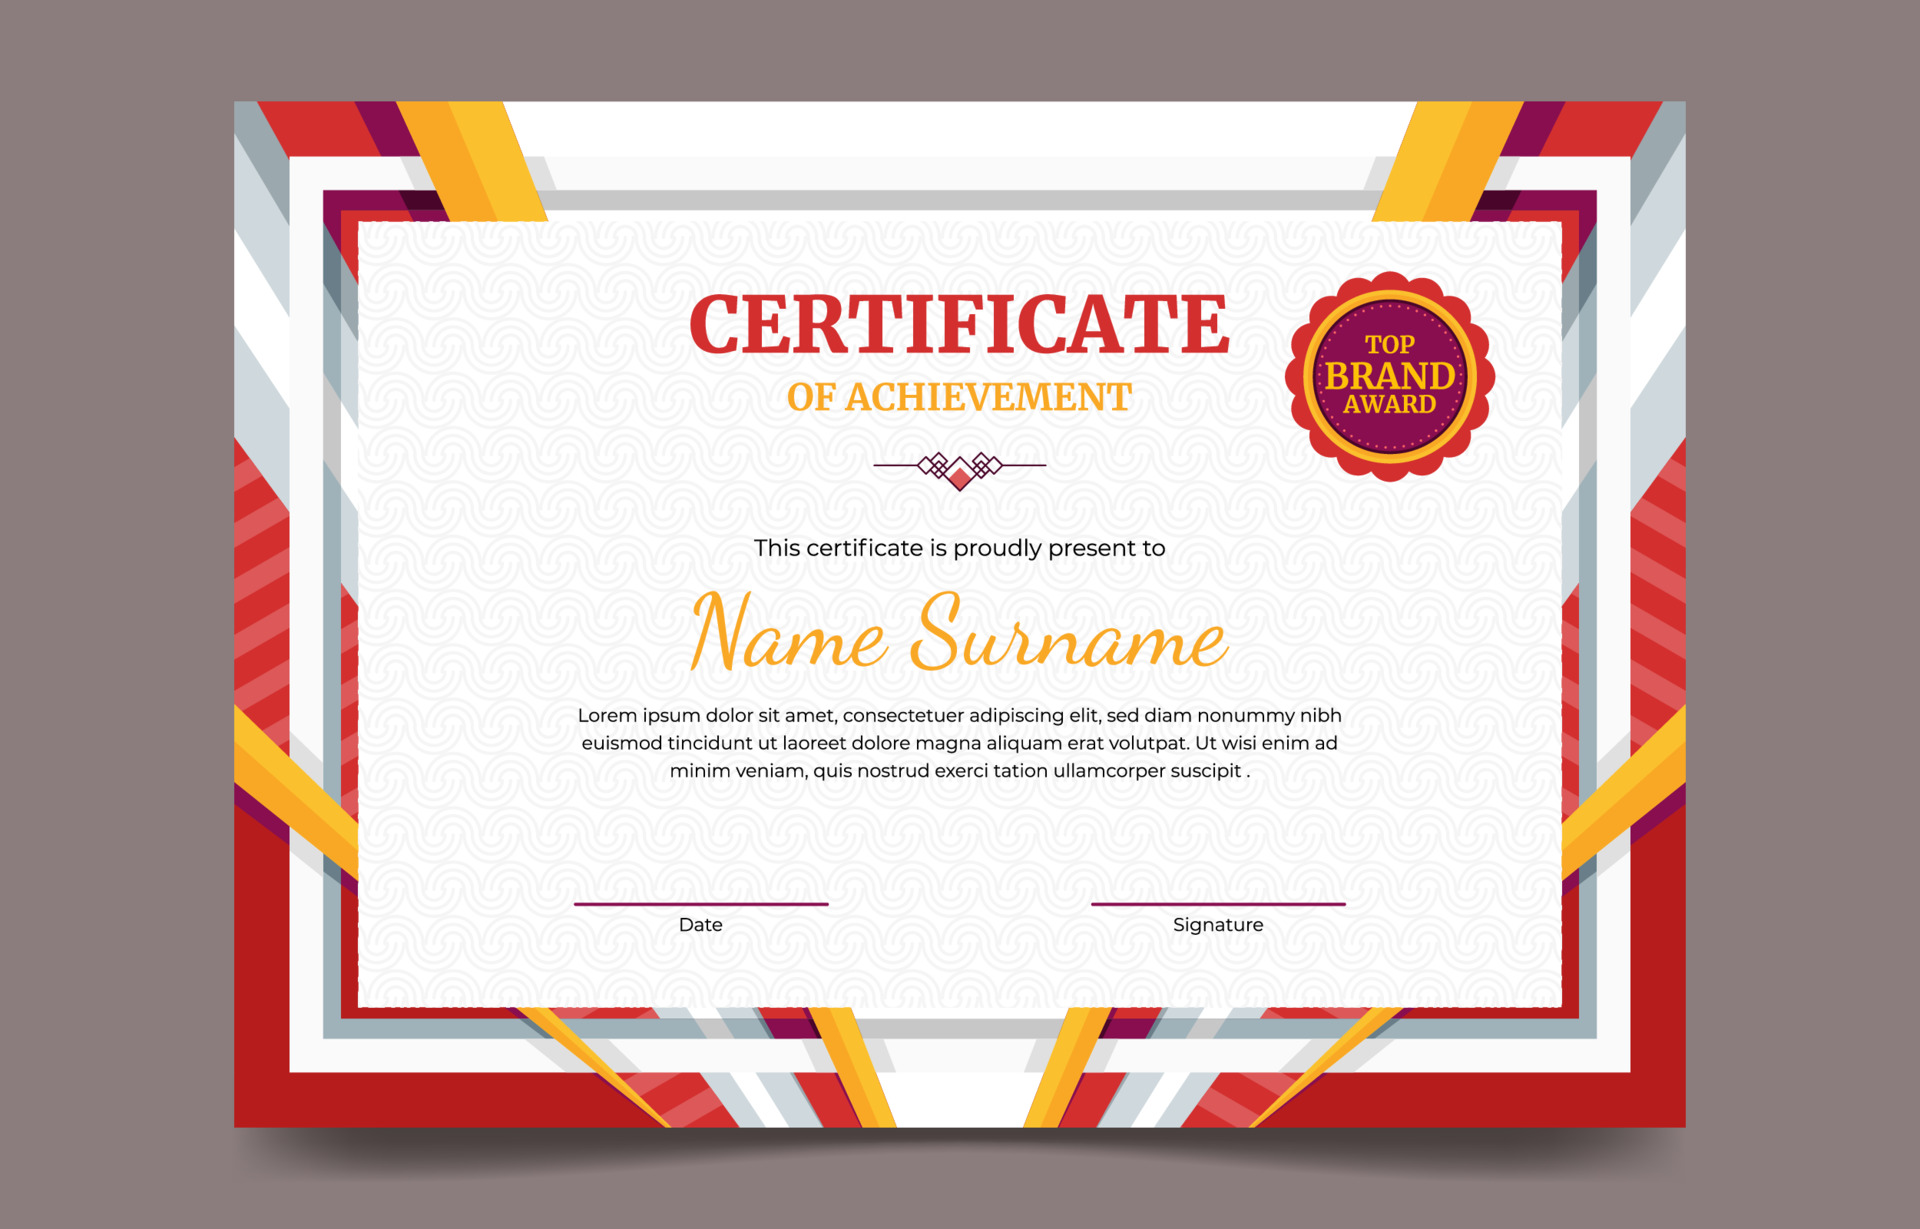 CERTIFICATE
OF ACHIEVEMENT
TOP
BRAND
AWARD
This certificate is proudly present to
Name Surname
Lorem ipsum dolor sit amet, consectetuer adipiscing elit, sed diam nonummy nibh
euismod tincidunt ut laoreet dolore magna aliquam erat volutpat. Ut wisi enim ad
minim veniam, quis nostrud exerci tation ullamcorper suscipit .
Date
Signature